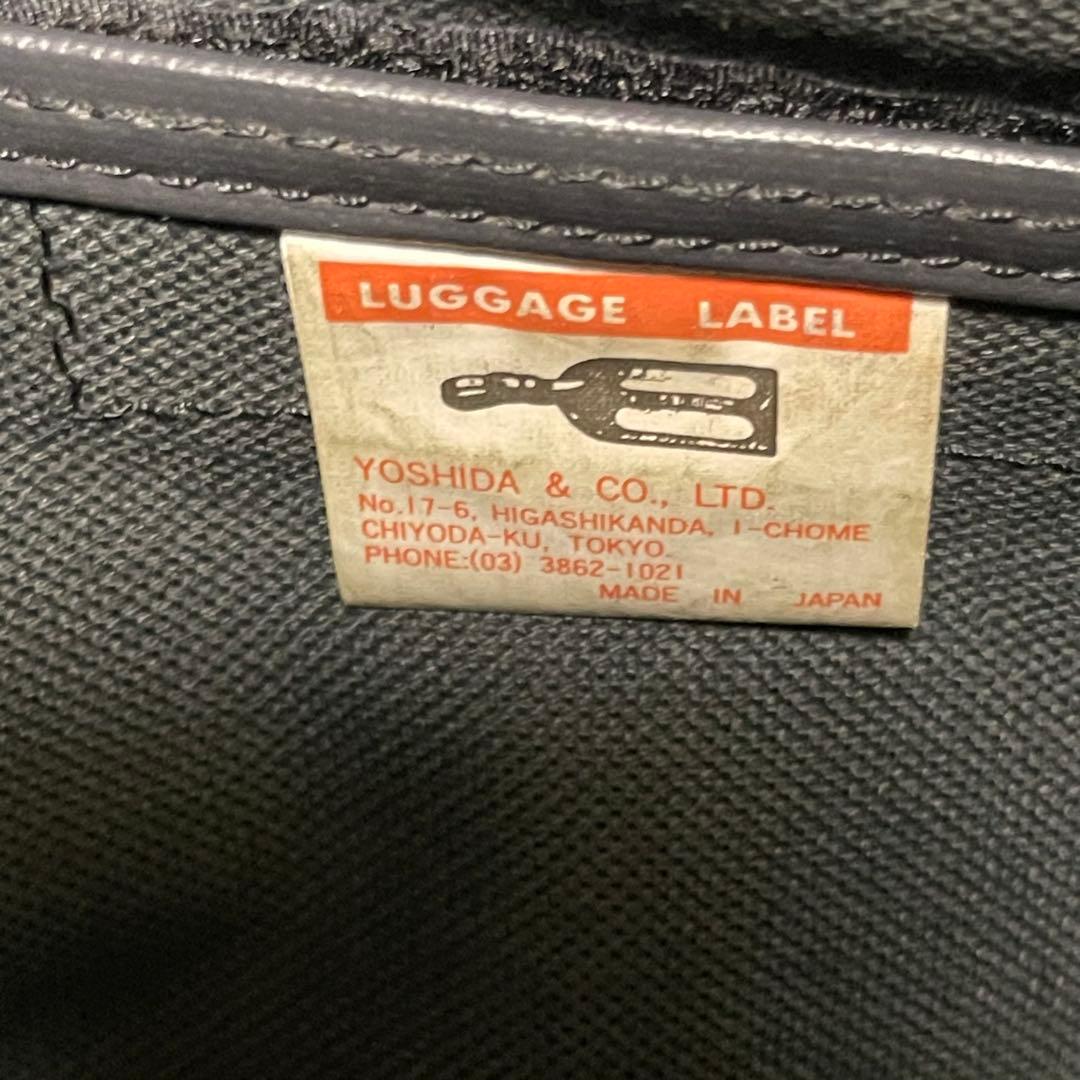 LUGGAGE LABEL
YOSHIDA & CO., LTD.
No.17-6, HIGASHIKANDA, 1-CHOME
CHIYODA-KU, TOKYO.
PHONE:(03) 3862-1021
MADE IN JAPAN